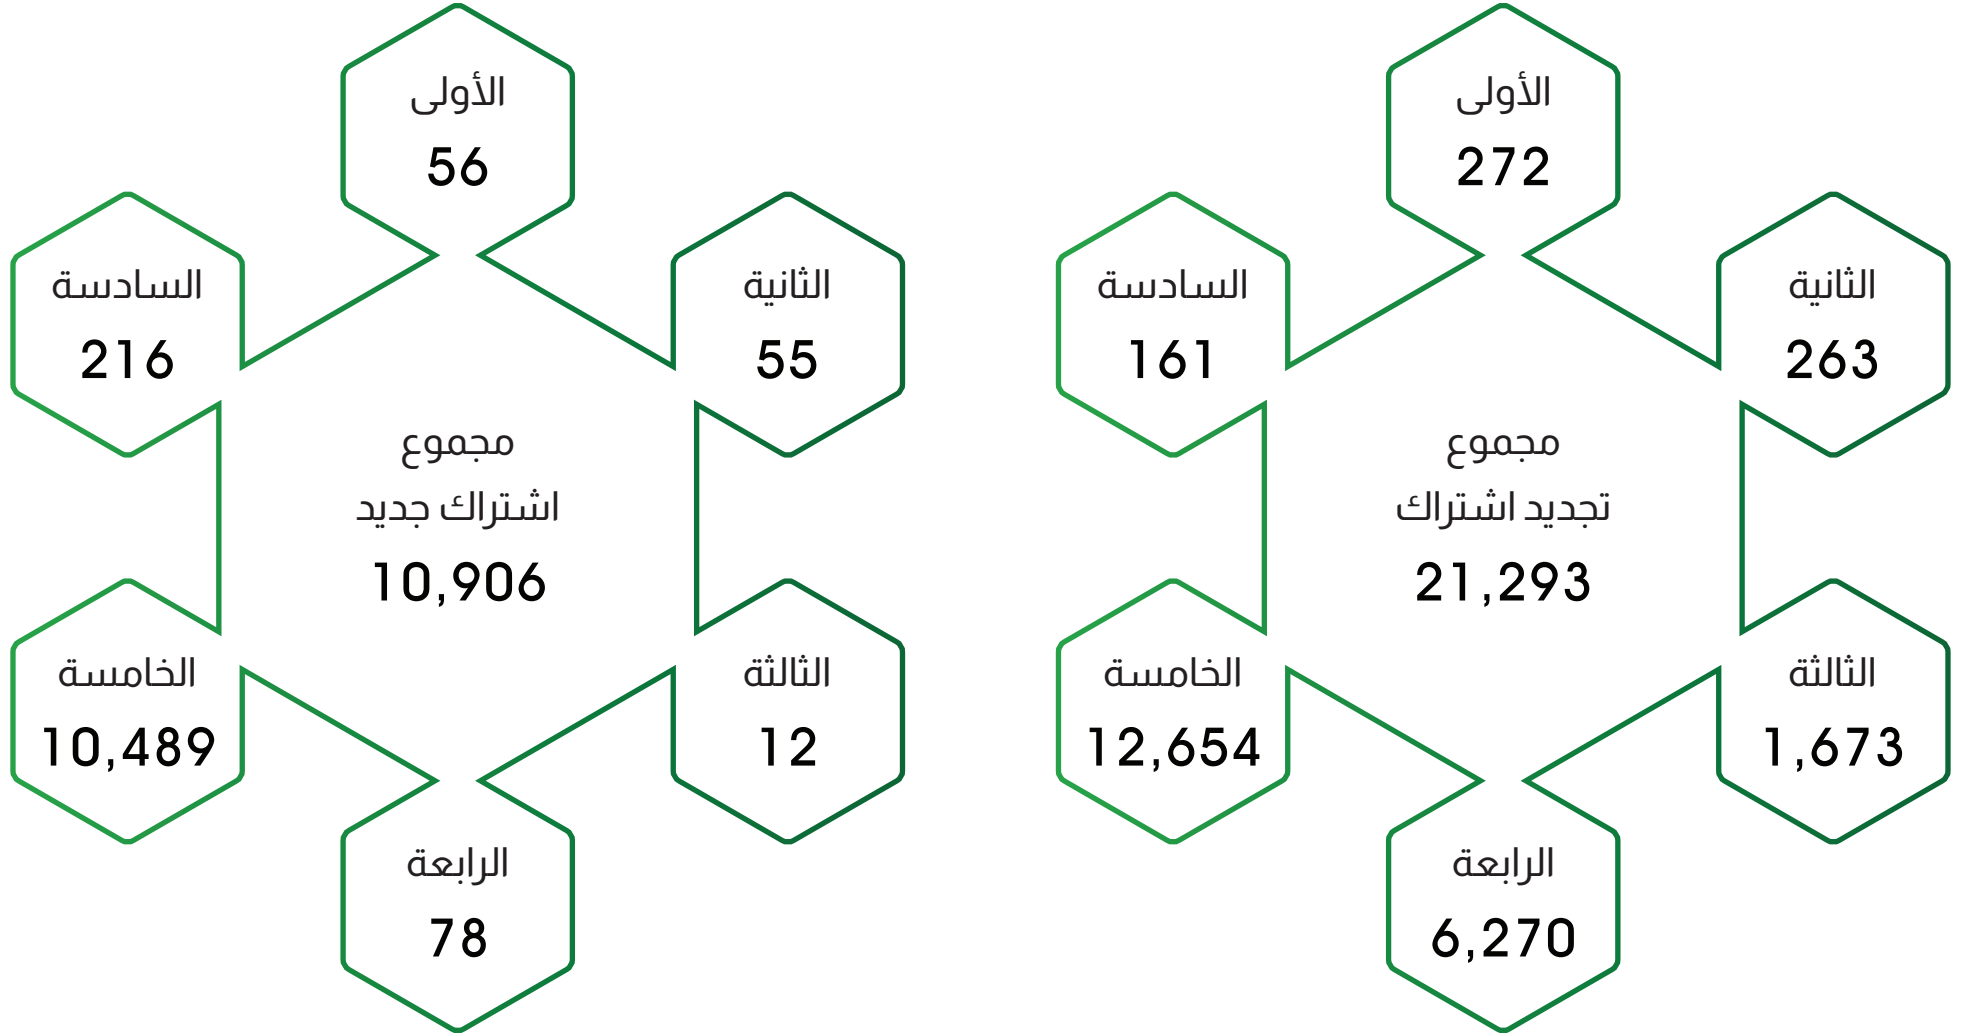 الأولى
272
الثانية
263
الثالثة
1,673
الرابعة
6,270
الخامسة
12,654
السادسة
161
مجموع
تجديد اشتراك
21,293
الأولى
56
الثانية
55
الثالثة
12
الرابعة
78
الخامسة
10,489
السادسة
216
مجموع
اشتراك جديد
10,906